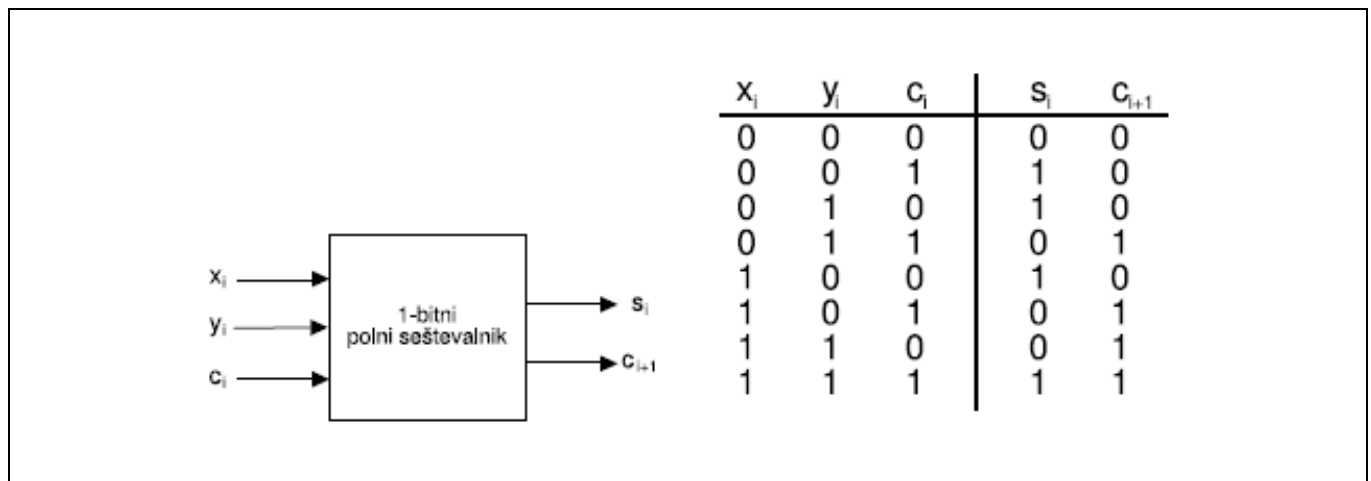 xᵢ yᵢ cᵢ sᵢ cᵢ₊₁
0 0 0 0 0
0 0 1 1 0
0 1 0 1 0
0 1 1 0 1
1 0 0 1 0
1 0 1 0 1
1 1 0 0 1
1 1 1 1 1
xᵢ
yᵢ
cᵢ
1-bitni
polni seštevalnik
sᵢ
cᵢ₊₁